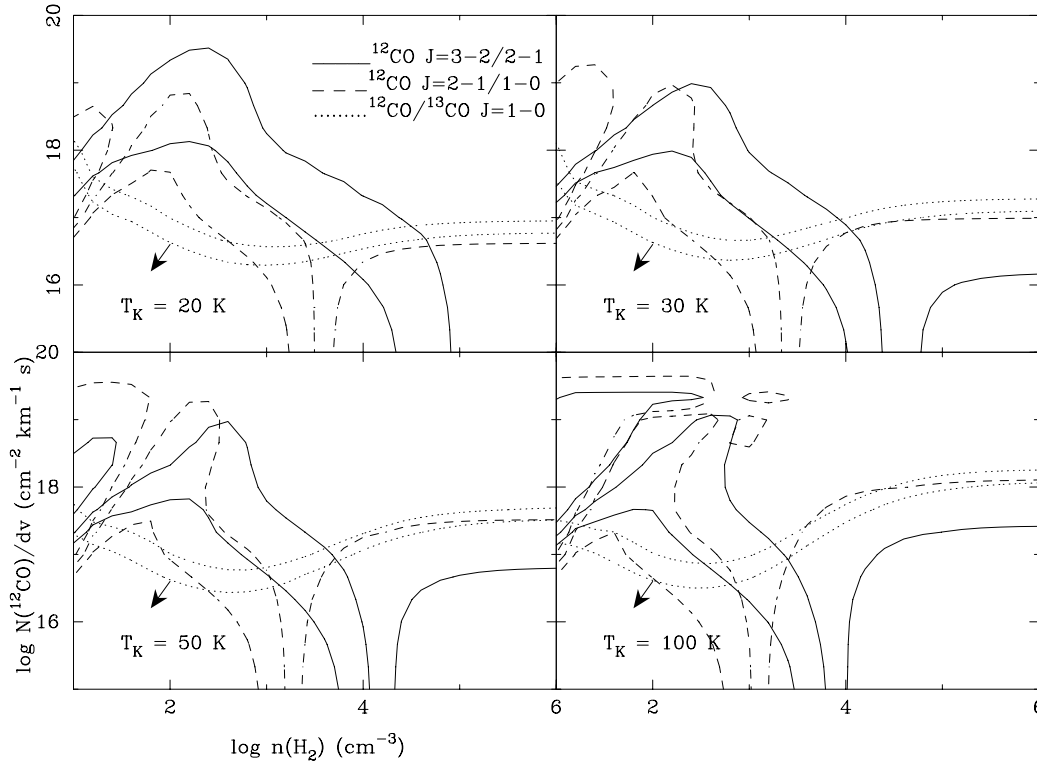 20
18
16
20
18
16
¹²CO J=3−2/2−1
¹²CO J=2−1/1−0
¹²CO/¹³CO J=1−0
T_K = 20 K
T_K = 30 K
T_K = 50 K
T_K = 100 K
2 4 6 2 4 6
log N(¹²CO)/dv (cm⁻² km⁻¹ s)
log n(H₂) (cm⁻³)